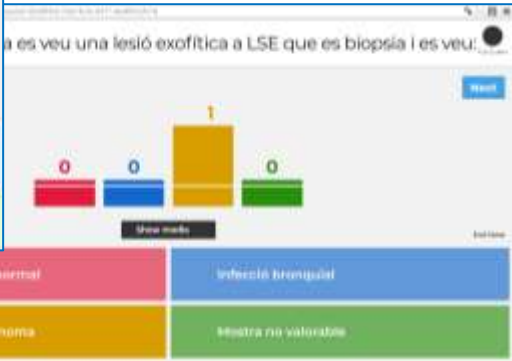 a es veu una lesió exofítica a LSE que es biopsia i es veu:
Next
1
0
0
0
Show media
normal
Infecció bronquial
noma
Mostra no valorable